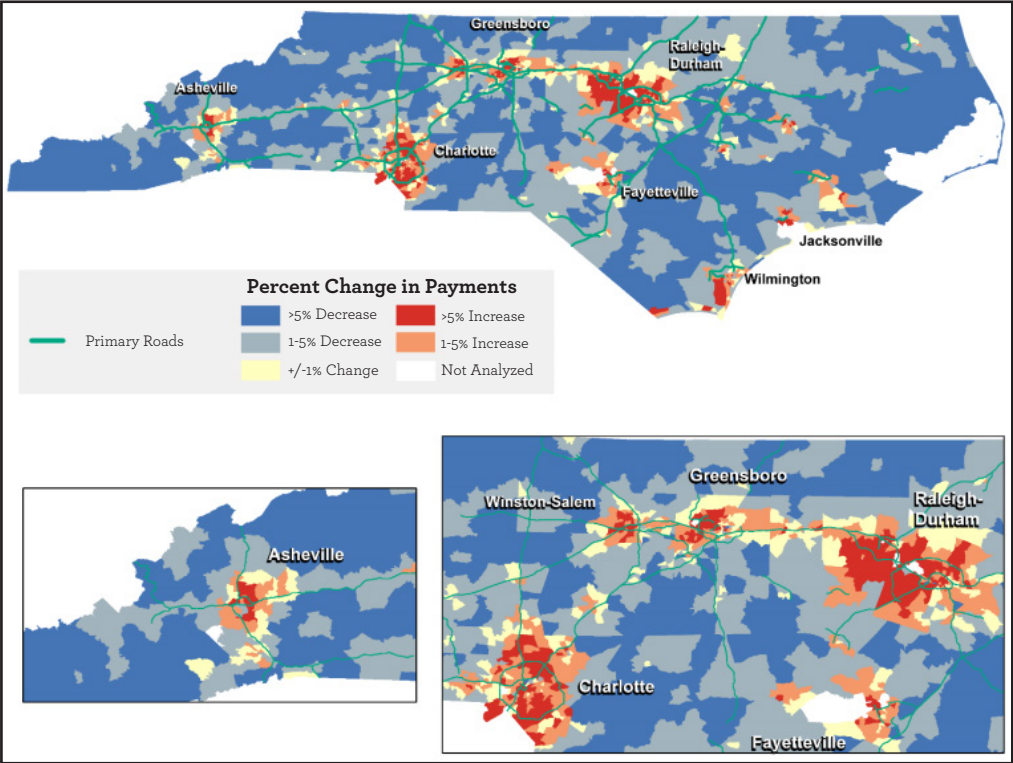 Greensboro
Raleigh-
Durham
Asheville
Charlotte
Fayetteville
Jacksonville
Wilmington
Percent Change in Payments
Primary Roads
>5% Decrease
>5% Increase
1-5% Decrease
1-5% Increase
+/-1% Change
Not Analyzed
Asheville
Greensboro
Winston-Salem
Raleigh-
Durham
Charlotte
Fayetteville